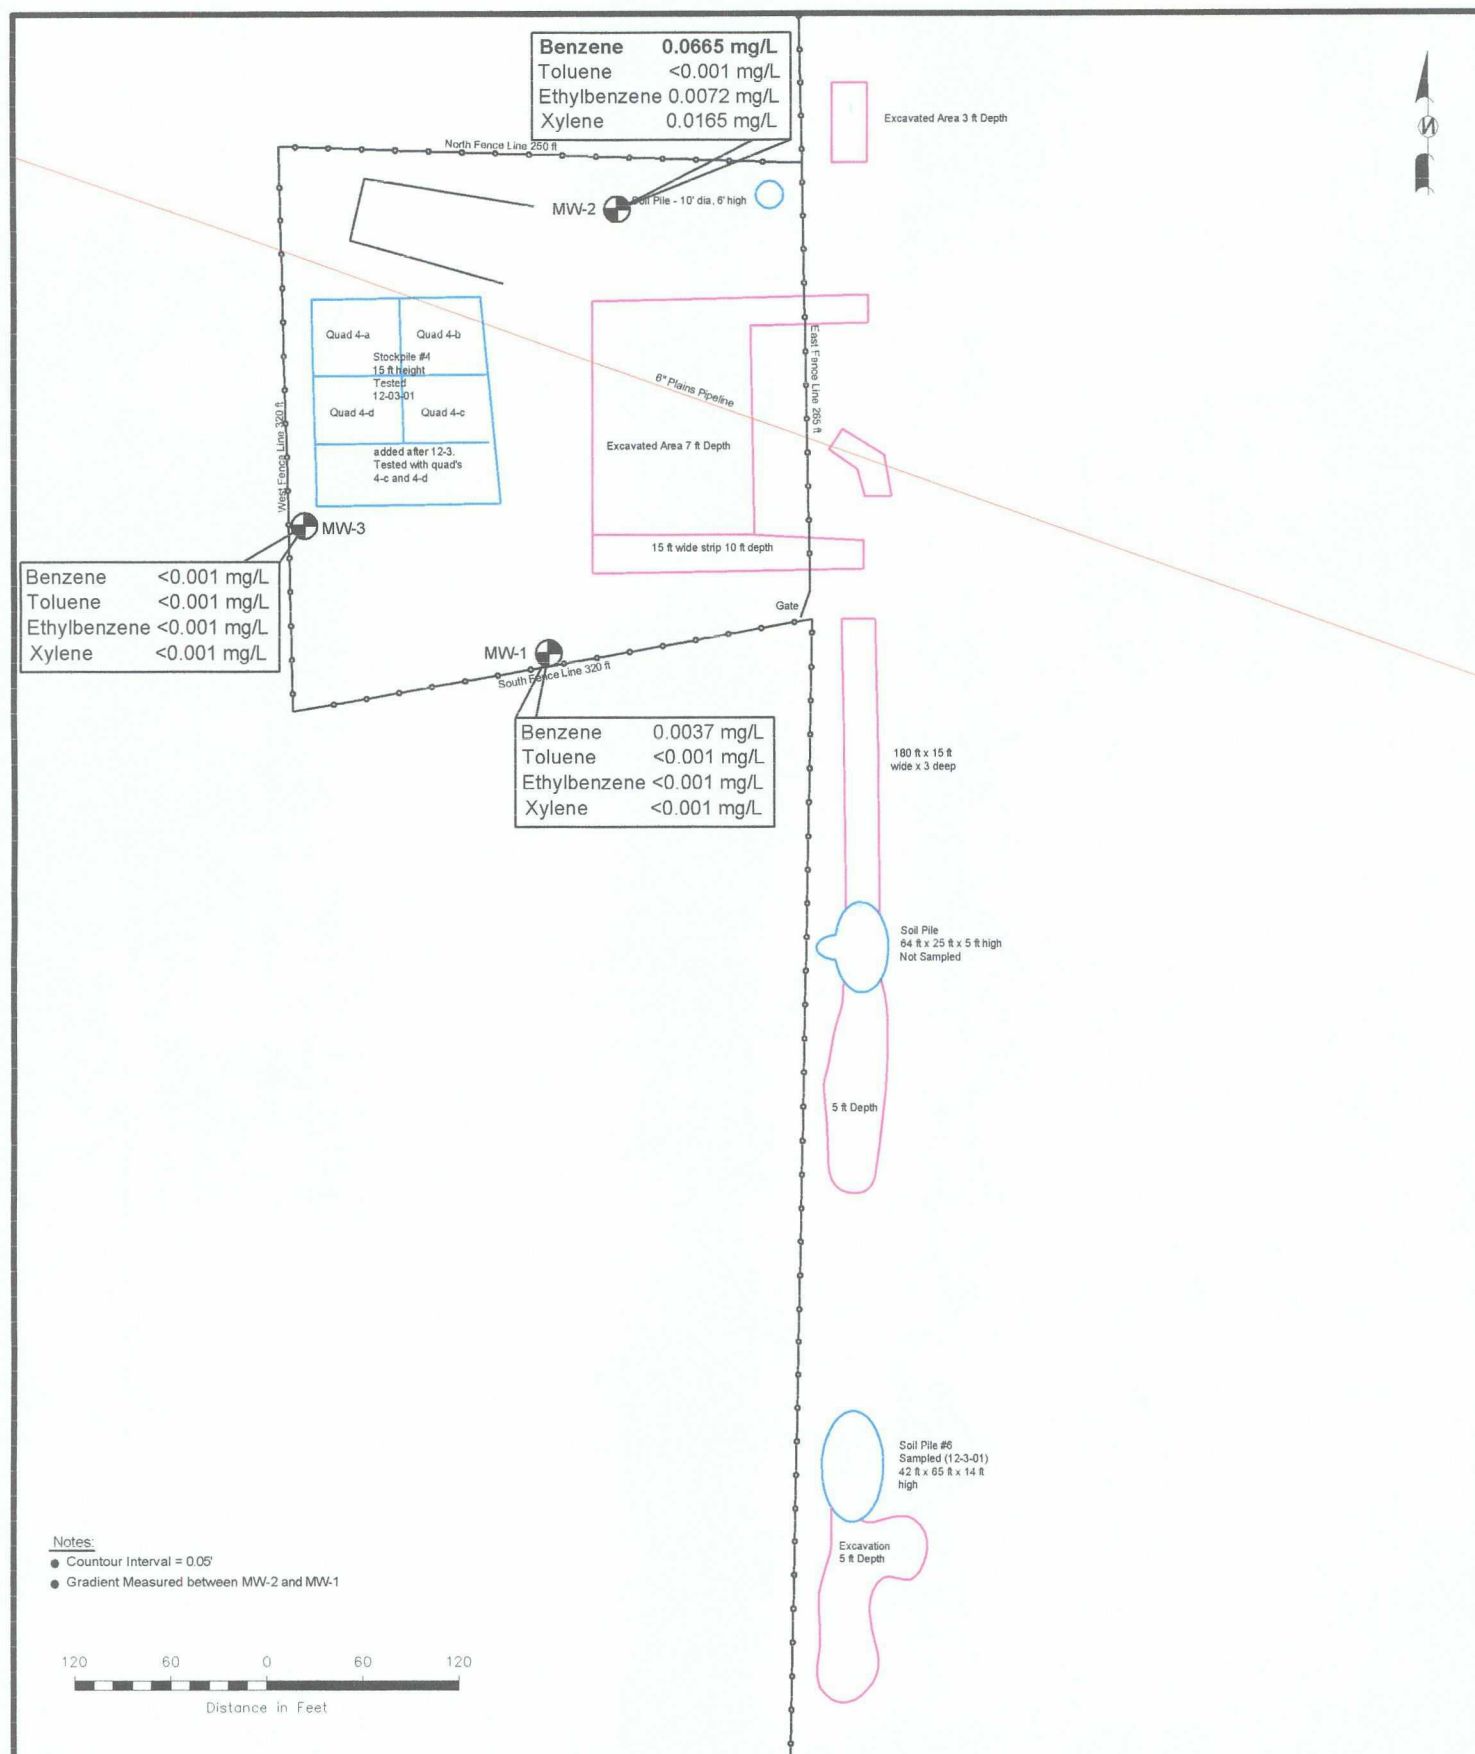 Benzene 0.0665 mg/L
Toluene <0.001 mg/L
Ethylbenzene 0.0072 mg/L
Xylene 0.0165 mg/L
N
Excavated Area 3 ft Depth
North Fence Line 250 ft
MW-2
Soil Pile - 10' dia, 6' high
Quad 4-a
Quad 4-b
Stockpile #4
15 ft height
Tested
12-03-01
Quad 4-d
Quad 4-c
added after 12-3.
Tested with quad's
4-c and 4-d
West Fence Line 320 ft
6" Plains Pipeline
East Fence Line 265 ft
Excavated Area 7 ft Depth
15 ft wide strip 10 ft depth
MW-3
Benzene <0.001 mg/L
Toluene <0.001 mg/L
Ethylbenzene <0.001 mg/L
Xylene <0.001 mg/L
Gate
MW-1
South Fence Line 320 ft
Benzene 0.0037 mg/L
Toluene <0.001 mg/L
Ethylbenzene <0.001 mg/L
Xylene <0.001 mg/L
180 ft x 15 ft
wide x 3 deep
Soil Pile
64 ft x 25 ft x 5 ft high
Not Sampled
5 ft Depth
Soil Pile #6
Sampled (12-3-01)
42 ft x 65 ft x 14 ft
high
Excavation
5 ft Depth
Notes:
● Countour Interval = 0.05'
● Gradient Measured between MW-2 and MW-1
120 60 0 60 120
Distance in Feet